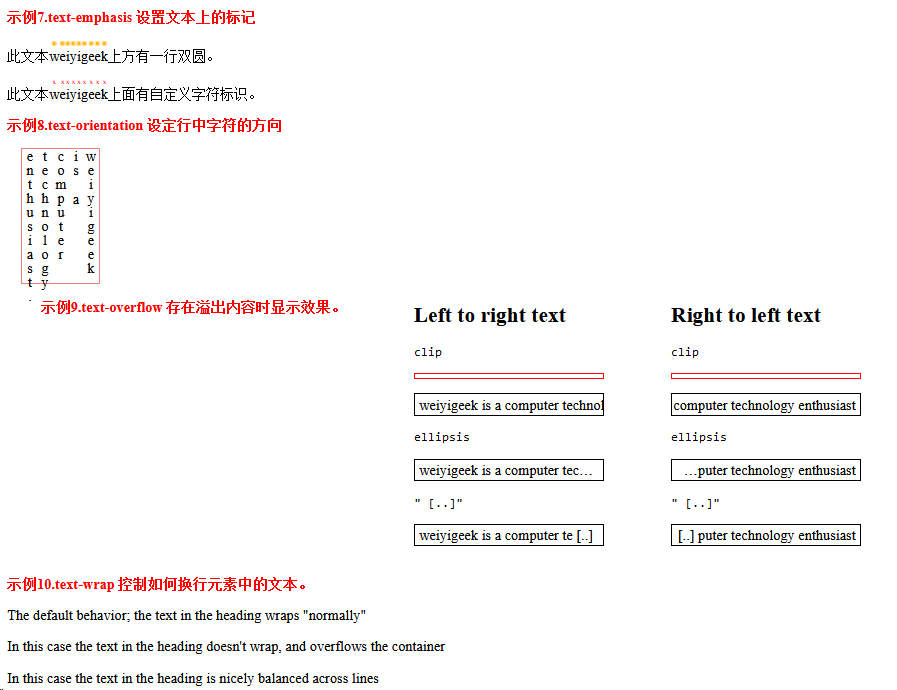 示例7.text-emphasis 设置文本上的标记
此文本weiyigeek上方有一行双圆。
x x x x x x x x x
此文本weiyigeek上面有自定义字符标识。
示例8.text-orientation 设定行中字符的方向
weiyigeek
is a
computer
technology
enthusiast.
示例9.text-overflow 存在溢出内容时显示效果。
Left to right text
clip
weiyigeek is a computer technol
ellipsis
weiyigeek is a computer tec…
" [..]"
weiyigeek is a computer te [..]
Right to left text
clip
computer technology enthusiast
ellipsis
…puter technology enthusiast
" [..]"
[..] puter technology enthusiast
示例10.text-wrap 控制如何换行元素中的文本。
The default behavior; the text in the heading wraps "normally"
In this case the text in the heading doesn't wrap, and overflows the container
In this case the text in the heading is nicely balanced across lines